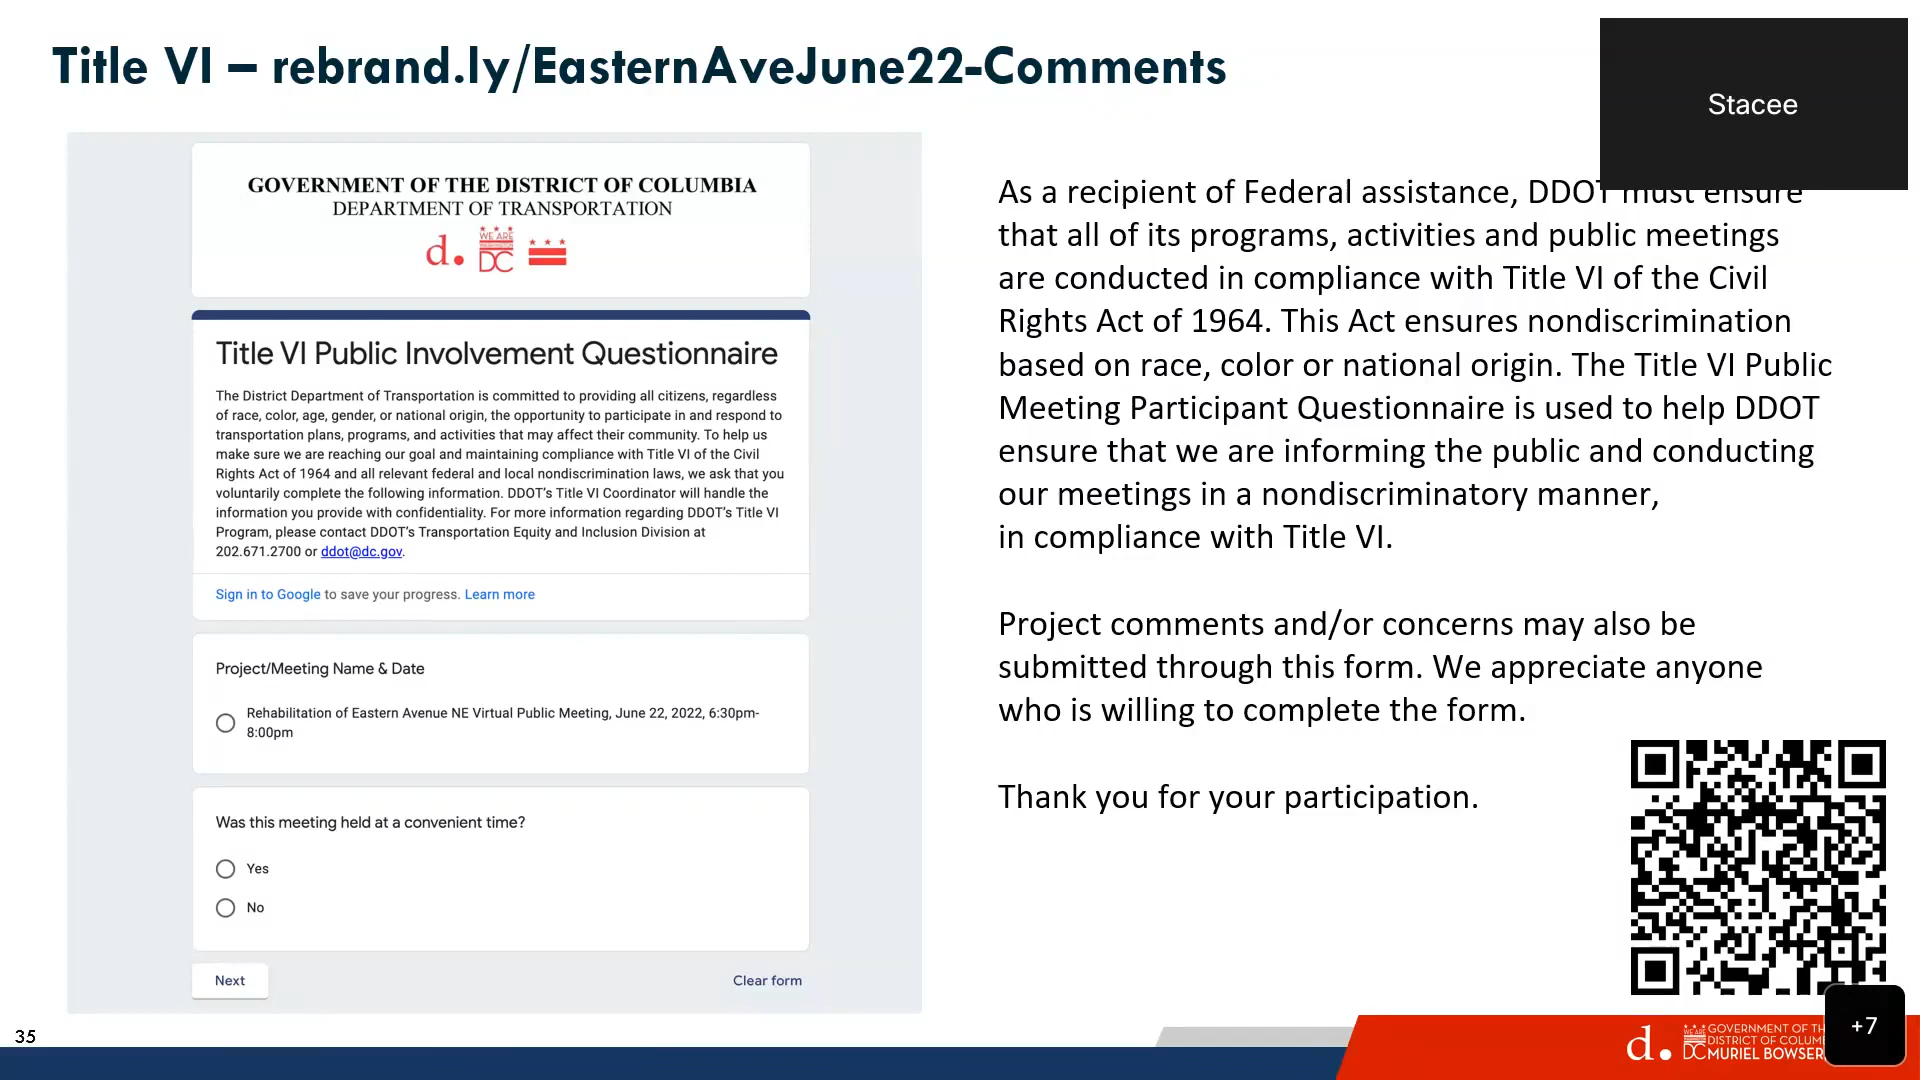 Title VI – rebrand.ly/EasternAveJune22-Comments
Stacee
GOVERNMENT OF THE DISTRICT OF COLUMBIA
DEPARTMENT OF TRANSPORTATION
d.
WE ARE
WASHINGTON
DC
Title VI Public Involvement Questionnaire
The District Department of Transportation is committed to providing all citizens, regardless
of race, color, age, gender, or national origin, the opportunity to participate in and respond to
transportation plans, programs, and activities that may affect their community. To help us
make sure we are reaching our goal and maintaining compliance with Title VI of the Civil
Rights Act of 1964 and all relevant federal and local nondiscrimination laws, we ask that you
voluntarily complete the following information. DDOT's Title VI Coordinator will handle the
information you provide with confidentiality. For more information regarding DDOT's Title VI
Program, please contact DDOT's Transportation Equity and Inclusion Division at
202.671.2700 or ddot@dc.gov.
Sign in to Google to save your progress. Learn more
Project/Meeting Name & Date
Rehabilitation of Eastern Avenue NE Virtual Public Meeting, June 22, 2022, 6:30pm-
8:00pm
Was this meeting held at a convenient time?
Yes
No
Next
Clear form
As a recipient of Federal assistance, DDOT must ensure
that all of its programs, activities and public meetings
are conducted in compliance with Title VI of the Civil
Rights Act of 1964. This Act ensures nondiscrimination
based on race, color or national origin. The Title VI Public
Meeting Participant Questionnaire is used to help DDOT
ensure that we are informing the public and conducting
our meetings in a nondiscriminatory manner,
in compliance with Title VI.
Project comments and/or concerns may also be
submitted through this form. We appreciate anyone
who is willing to complete the form.
Thank you for your participation.
35
d.
WE ARE
DC
GOVERNMENT OF TH
DISTRICT OF COLUM
MURIEL BOWSER
+7